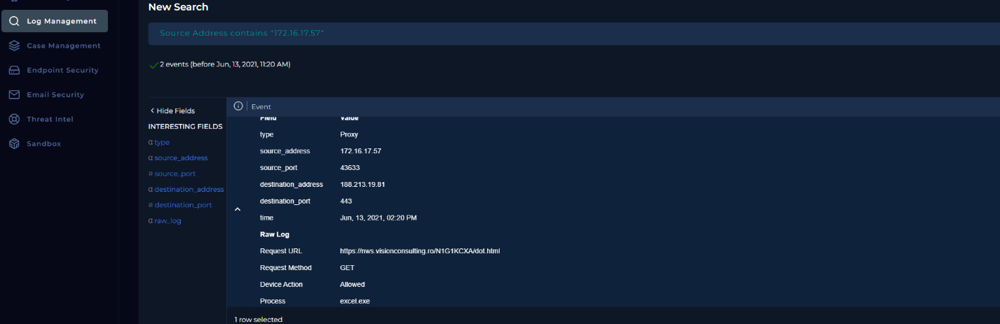 New Search
Log Management
Source Address contains "172.16.17.57"
Case Management
2 events (before Jun, 13, 2021, 11:20 AM)
Endpoint Security
Email Security
Threat Intel
Sandbox
Hide Fields
INTERESTING FIELDS
α type
α source_address
# source_port
α destination_address
# destination_port
α raw_log
Event
Field Value
type Proxy
source_address 172.16.17.57
source_port 43633
destination_address 188.213.19.81
destination_port 443
time Jun, 13, 2021, 02:20 PM
Raw Log
Request URL https://nws.visionconsulting.ro/N1G1KCXA/dot.html
Request Method GET
Device Action Allowed
Process excel.exe
1 row selected